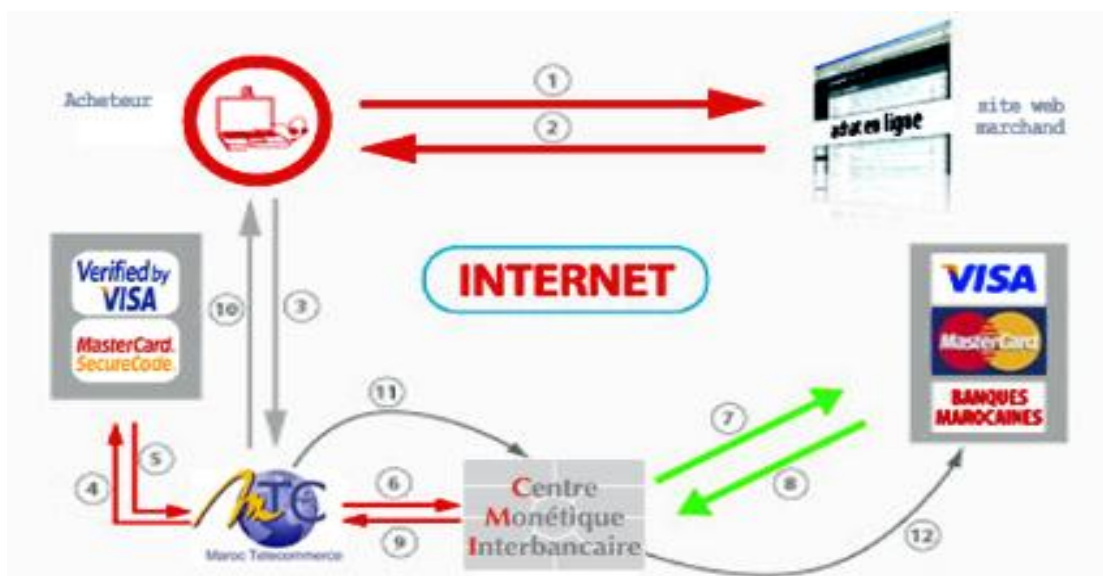 1
Acheteur
site web
marchand
achat en ligne
2
Verified by
VISA
MasterCard.
SecureCode.
10
3
INTERNET
VISA
MasterCard
BANQUES
MAROCAINES
11
7
4
5
6
8
MTC
Maroc Telecommerce
9
Centre
Monétique
Interbancaire
12